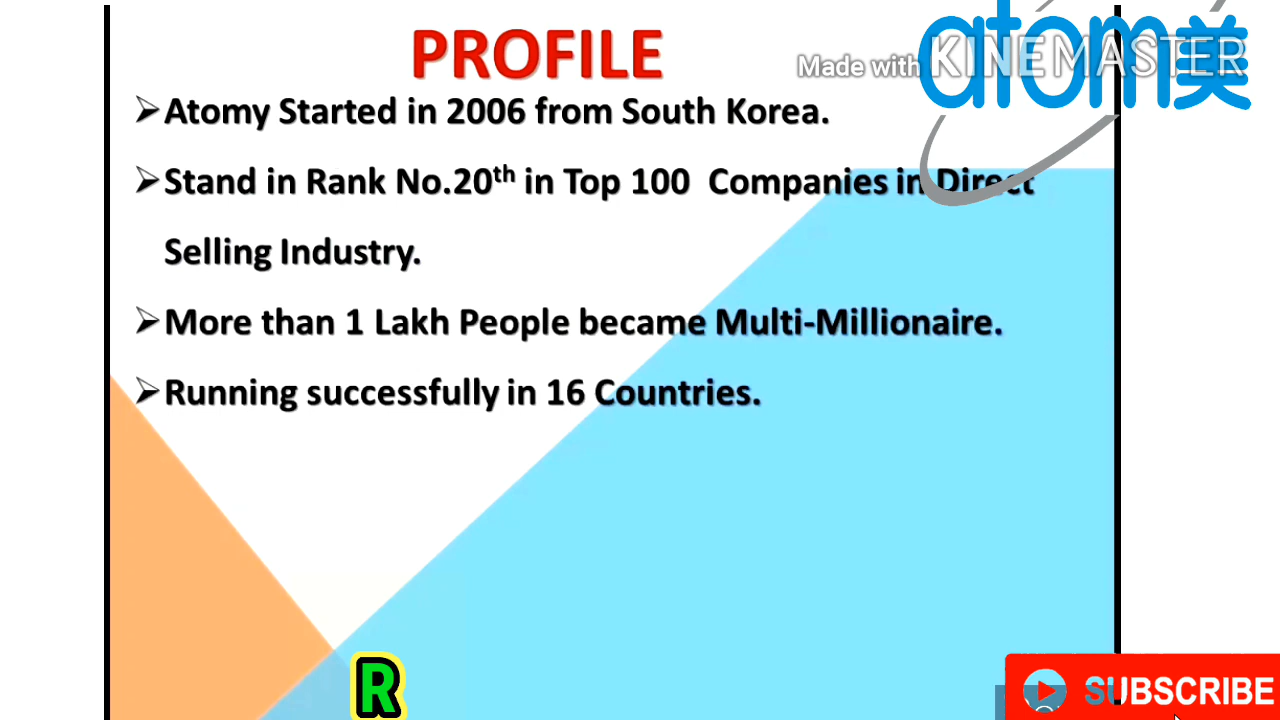 PROFILE
Made with KINEMASTER
atom美
➢Atomy Started in 2006 from South Korea.
➢Stand in Rank No.20th in Top 100 Companies in Direct
Selling Industry.
➢More than 1 Lakh People became Multi-Millionaire.
➢Running successfully in 16 Countries.
R
SUBSCRIBE